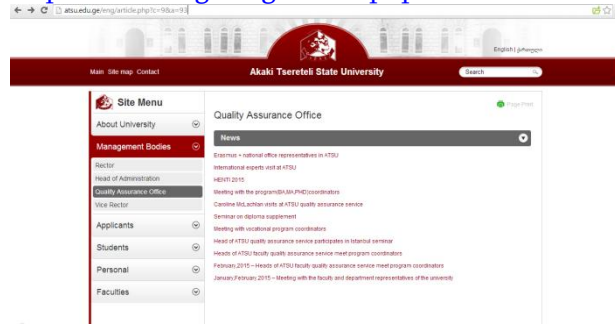 atsu.edu.ge/eng/article.php?c=9&a=93
English | ქართული
Main Site map Contact
Akaki Tsereteli State University
Search
Site Menu
Page Print
About University
Quality Assurance Office
Management Bodies
News
Rector
Head of Administration
Quality Assurance Office
Vice Rector
Applicants
Students
Personal
Faculties
Erasmus + national office representatives in ATSU
International experts visit at ATSU
HENTI 2015
Meeting with the program(BA,MA,PHD)coordinators
Caroline McLachlan visits at ATSU quality assurance service
Seminar on diploma supplement
Meeting with vocational program coordinators
Head of ATSU quality assurance service participates in Istanbul seminar
Heads of ATSU faculty quality assurance service meet program coordinators
February,2015 – Heads of ATSU faculty quality assurance service meet program coordinators
January,February,2015 – Meeting with the faculty and department representatives of the university